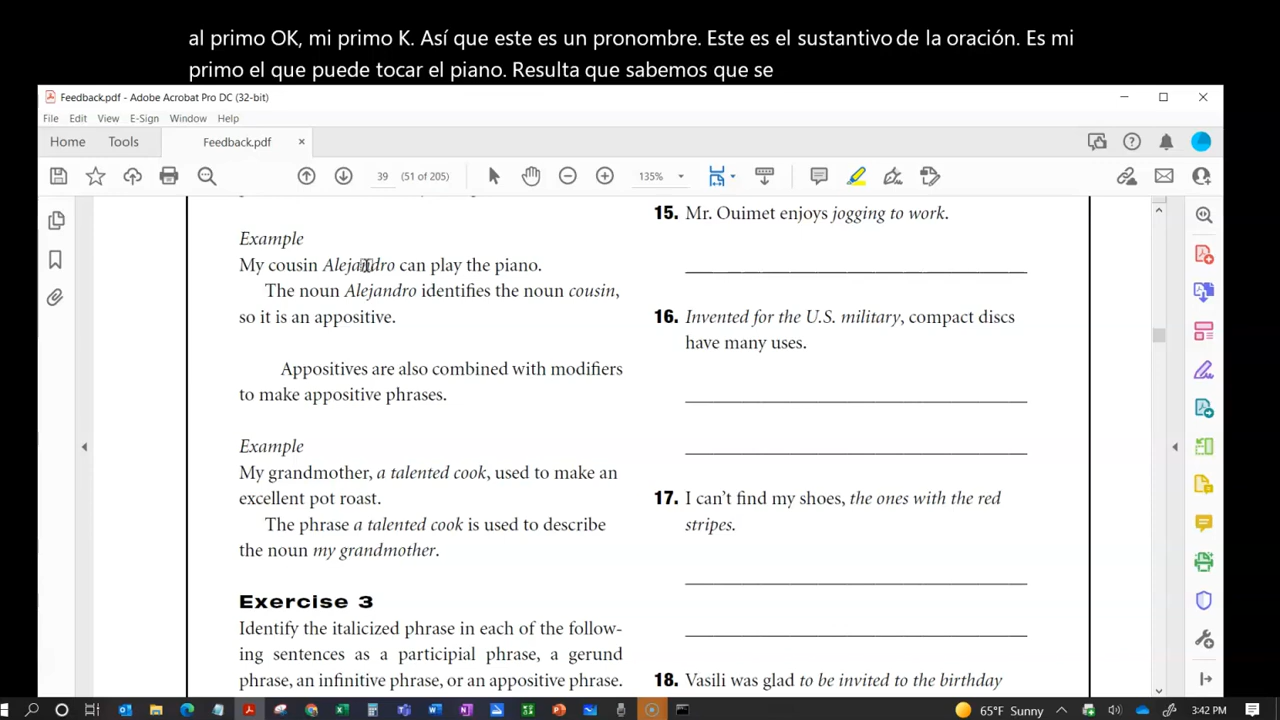 al primo OK, mi primo K. Así que este es un pronombre. Este es el sustantivo de la oración. Es mi
primo el que puede tocar el piano. Resulta que sabemos que se
Feedback.pdf - Adobe Acrobat Pro DC (32-bit)
File Edit View E-Sign Window Help
Home Tools Feedback.pdf ×
39 (51 of 205) 135%
Example
My cousin Alejandro can play the piano.
The noun Alejandro identifies the noun cousin,
so it is an appositive.
Appositives are also combined with modifiers
to make appositive phrases.
Example
My grandmother, a talented cook, used to make an
excellent pot roast.
The phrase a talented cook is used to describe
the noun my grandmother.
Exercise 3
Identify the italicized phrase in each of the follow-
ing sentences as a participial phrase, a gerund
phrase, an infinitive phrase, or an appositive phrase.
15. Mr. Ouimet enjoys jogging to work.
16. Invented for the U.S. military, compact discs
have many uses.
17. I can't find my shoes, the ones with the red
stripes.
18. Vasili was glad to be invited to the birthday
65°F Sunny 3:42 PM